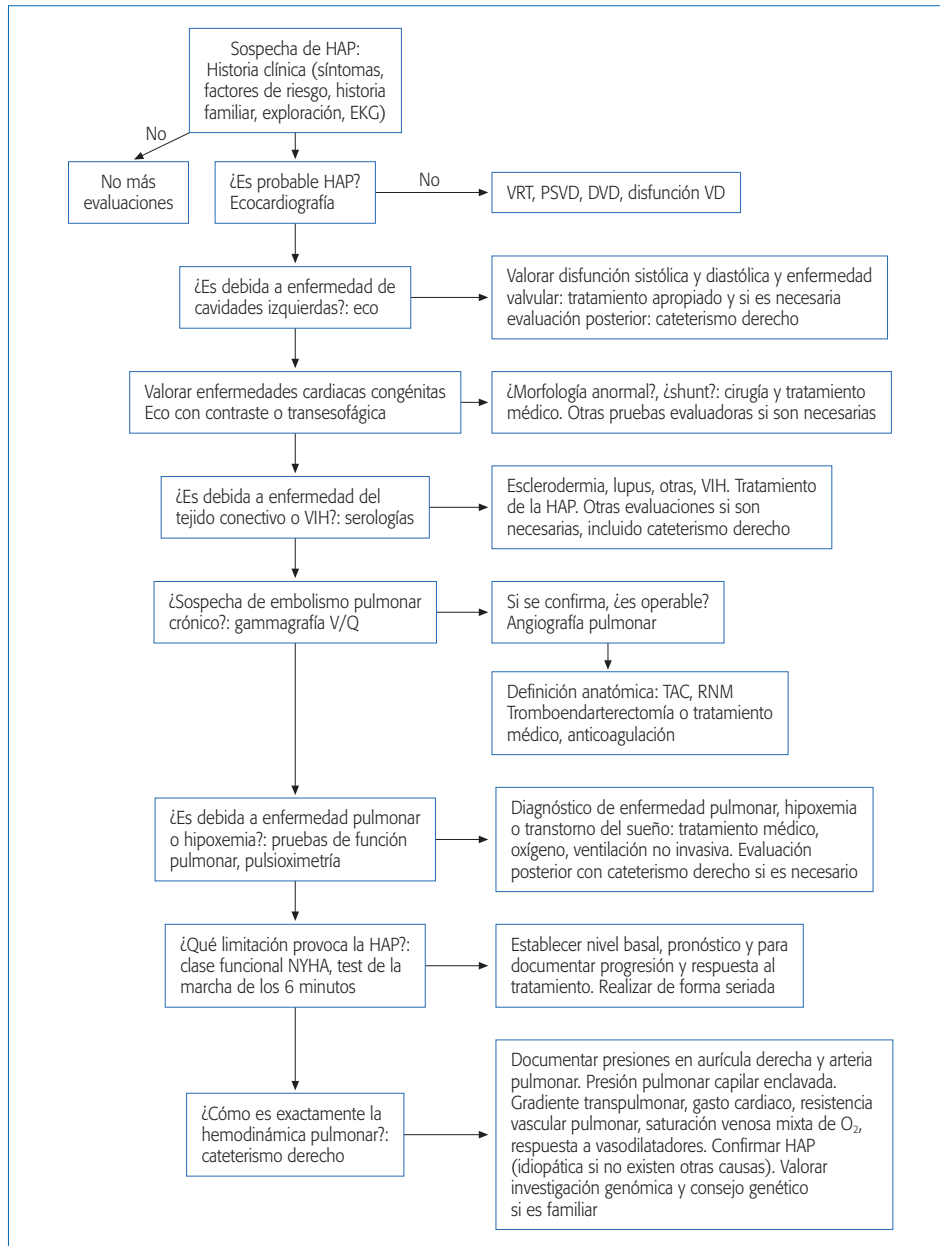 Sospecha de HAP:
Historia clínica (síntomas,
factores de riesgo, historia
familiar, exploración, EKG)
No
No más
evaluaciones
¿Es probable HAP?
Ecocardiografía
No
VRT, PSVD, DVD, disfunción VD
¿Es debida a enfermedad de
cavidades izquierdas?: eco
Valorar disfunción sistólica y diastólica y enfermedad
valvular: tratamiento apropiado y si es necesaria
evaluación posterior: cateterismo derecho
Valorar enfermedades cardiacas congénitas
Eco con contraste o transesofágica
¿Morfología anormal?, ¿shunt?: cirugía y tratamiento
médico. Otras pruebas evaluadoras si son necesarias
¿Es debida a enfermedad del
tejido conectivo o VIH?: serologías
Esclerodermia, lupus, otras, VIH. Tratamiento
de la HAP. Otras evaluaciones si son
necesarias, incluido cateterismo derecho
¿Sospecha de embolismo pulmonar
crónico?: gammagrafía V/Q
Si se confirma, ¿es operable?
Angiografía pulmonar
Definición anatómica: TAC, RNM
Tromboendarterectomía o tratamiento
médico, anticoagulación
¿Es debida a enfermedad pulmonar
o hipoxemia?: pruebas de función
pulmonar, pulsioximetría
Diagnóstico de enfermedad pulmonar, hipoxemia
o transtorno del sueño: tratamiento médico,
oxígeno, ventilación no invasiva. Evaluación
posterior con cateterismo derecho si es necesario
¿Qué limitación provoca la HAP?:
clase funcional NYHA, test de la
marcha de los 6 minutos
Establecer nivel basal, pronóstico y para
documentar progresión y respuesta al
tratamiento. Realizar de forma seriada
¿Cómo es exactamente la
hemodinámica pulmonar?:
cateterismo derecho
Documentar presiones en aurícula derecha y arteria
pulmonar. Presión pulmonar capilar enclavada.
Gradiente transpulmonar, gasto cardiaco, resistencia
vascular pulmonar, saturación venosa mixta de O₂,
respuesta a vasodilatadores. Confirmar HAP
(idiopática si no existen otras causas). Valorar
investigación genómica y consejo genético
si es familiar